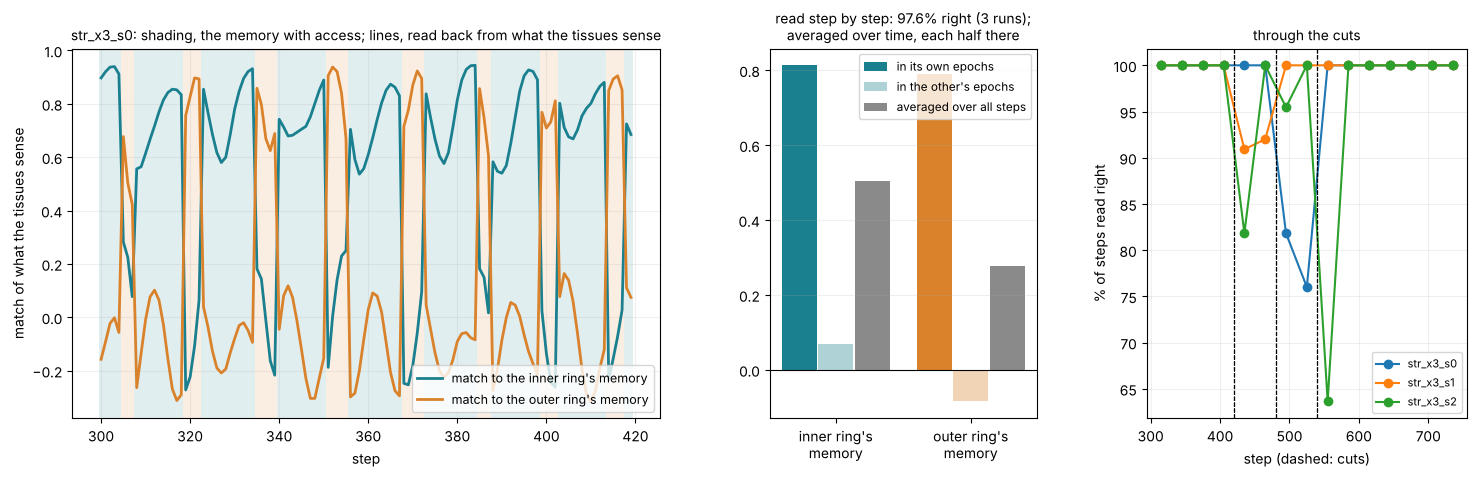 str_x3_s0: shading, the memory with access; lines, read back from what the tissues sense
match of what the tissues sense
1.0
0.8
0.6
0.4
0.2
0.0
−0.2
300
320
340
360
380
400
420
step
match to the inner ring's memory
match to the outer ring's memory
read step by step: 97.6% right (3 runs);
averaged over time, each half there
0.8
0.6
0.4
0.2
0.0
in its own epochs
in the other's epochs
averaged over all steps
inner ring's
memory
outer ring's
memory
through the cuts
% of steps read right
100
95
90
85
80
75
70
65
300
400
500
600
700
step (dashed: cuts)
str_x3_s0
str_x3_s1
str_x3_s2